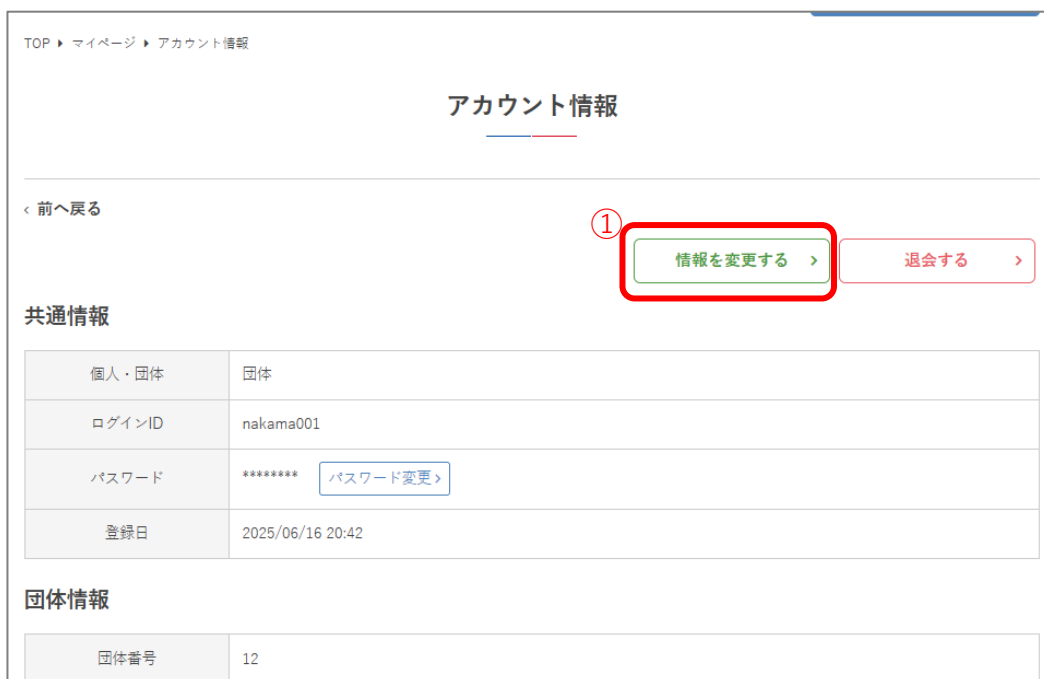 TOP ▶ マイページ ▶ アカウント情報
アカウント情報
‹ 前へ戻る
①
情報を変更する ›
退会する ›
共通情報
個人・団体 団体
ログインID nakama001
パスワード ******** パスワード変更 ›
登録日 2025/06/16 20:42
団体情報
団体番号 12